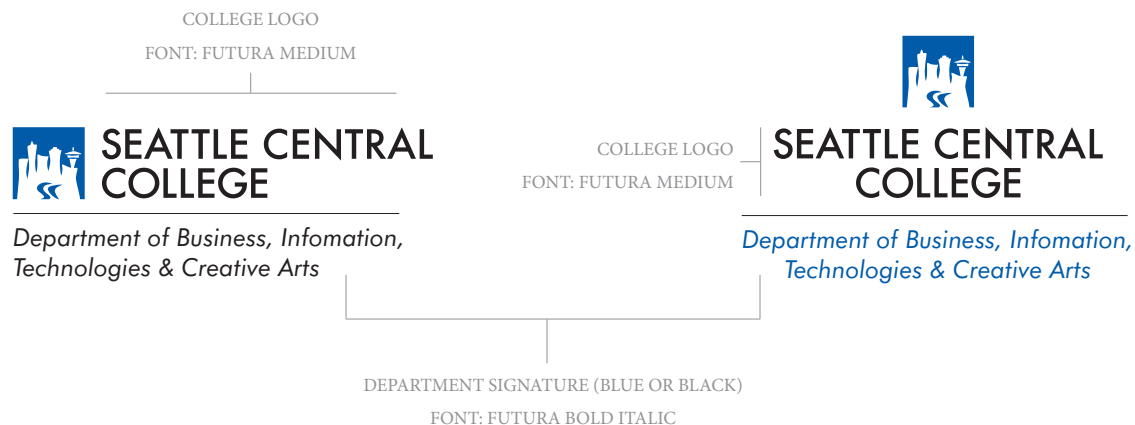 COLLEGE LOGO
FONT: FUTURA MEDIUM
SEATTLE CENTRAL
COLLEGE
Department of Business, Infomation,
Technologies & Creative Arts
COLLEGE LOGO
FONT: FUTURA MEDIUM
SEATTLE CENTRAL
COLLEGE
Department of Business, Infomation,
Technologies & Creative Arts
DEPARTMENT SIGNATURE (BLUE OR BLACK)
FONT: FUTURA BOLD ITALIC